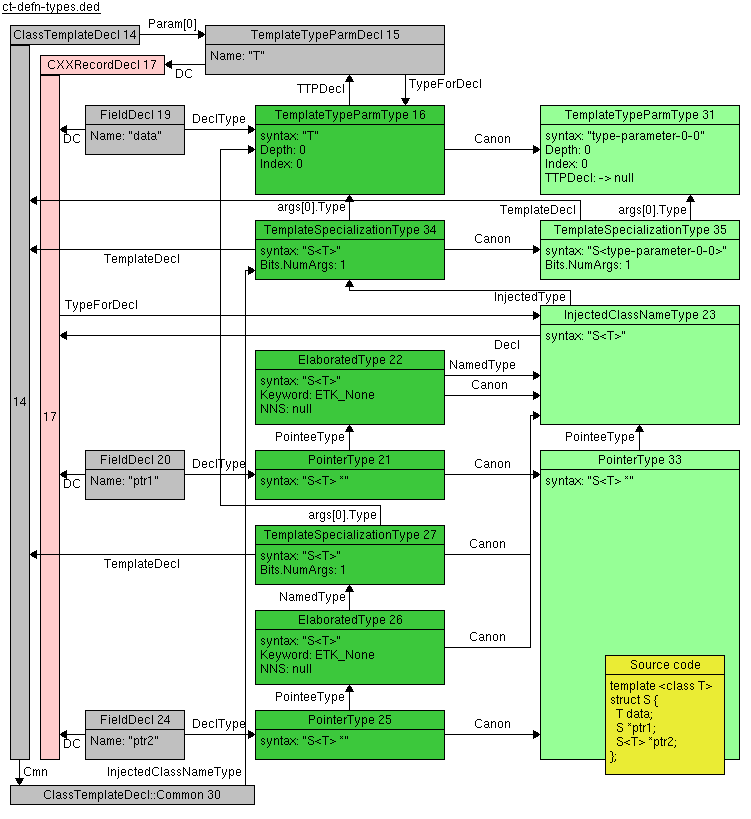 ct-defn-types.ded
ClassTemplateDecl 14
Param[0]
TemplateTypeParmDecl 15
Name: "T"
CXXRecordDecl 17
DC
TTPDecl
TypeForDecl
FieldDecl 19
Name: "data"
DC
DeclType
TemplateTypeParmType 16
syntax: "T"
Depth: 0
Index: 0
Canon
TemplateTypeParmType 31
syntax: "type-parameter-0-0"
Depth: 0
Index: 0
TTPDecl: -> null
args[0].Type
TemplateDecl
args[0].Type
TemplateSpecializationType 34
syntax: "S<T>"
Bits.NumArgs: 1
TemplateDecl
Canon
TemplateSpecializationType 35
syntax: "S<type-parameter-0-0>"
Bits.NumArgs: 1
InjectedType
TypeForDecl
InjectedClassNameType 23
syntax: "S<T>"
Decl
ElaboratedType 22
syntax: "S<T>"
Keyword: ETK_None
NNS: null
NamedType
Canon
14
17
PointeeType
PointeeType
FieldDecl 20
Name: "ptr1"
DC
DeclType
PointerType 21
syntax: "S<T> *"
Canon
PointerType 33
syntax: "S<T> *"
args[0].Type
TemplateSpecializationType 27
syntax: "S<T>"
Bits.NumArgs: 1
TemplateDecl
Canon
NamedType
ElaboratedType 26
syntax: "S<T>"
Keyword: ETK_None
NNS: null
Canon
PointeeType
FieldDecl 24
Name: "ptr2"
DC
DeclType
PointerType 25
syntax: "S<T> *"
Canon
Source code
template <class T>
struct S {
T data;
S *ptr1;
S<T> *ptr2;
};
Cmn
InjectedClassNameType
ClassTemplateDecl::Common 30